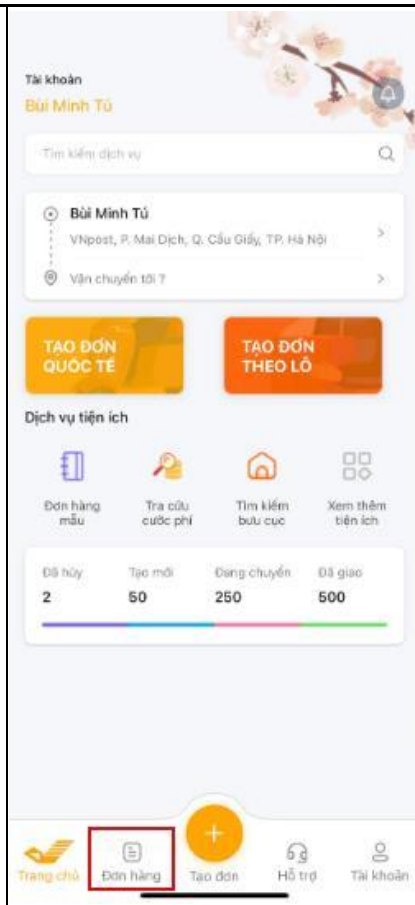 Tài khoản
Bùi Minh Tú
Tìm kiếm dịch vụ
Bùi Minh Tú
VNpost, P. Mai Dịch, Q. Cầu Giấy, TP. Hà Nội
Vận chuyển tới ?
TẠO ĐƠN QUỐC TẾ
TẠO ĐƠN THEO LÔ
Dịch vụ tiện ích
Đơn hàng mẫu
Tra cứu cước phí
Tìm kiếm bưu cục
Xem thêm tiện ích
Đã hủy
Tạo mới
Đang chuyển
Đã giao
2
50
250
500
Trang chủ
Đơn hàng
Tạo đơn
Hỗ trợ
Tài khoản